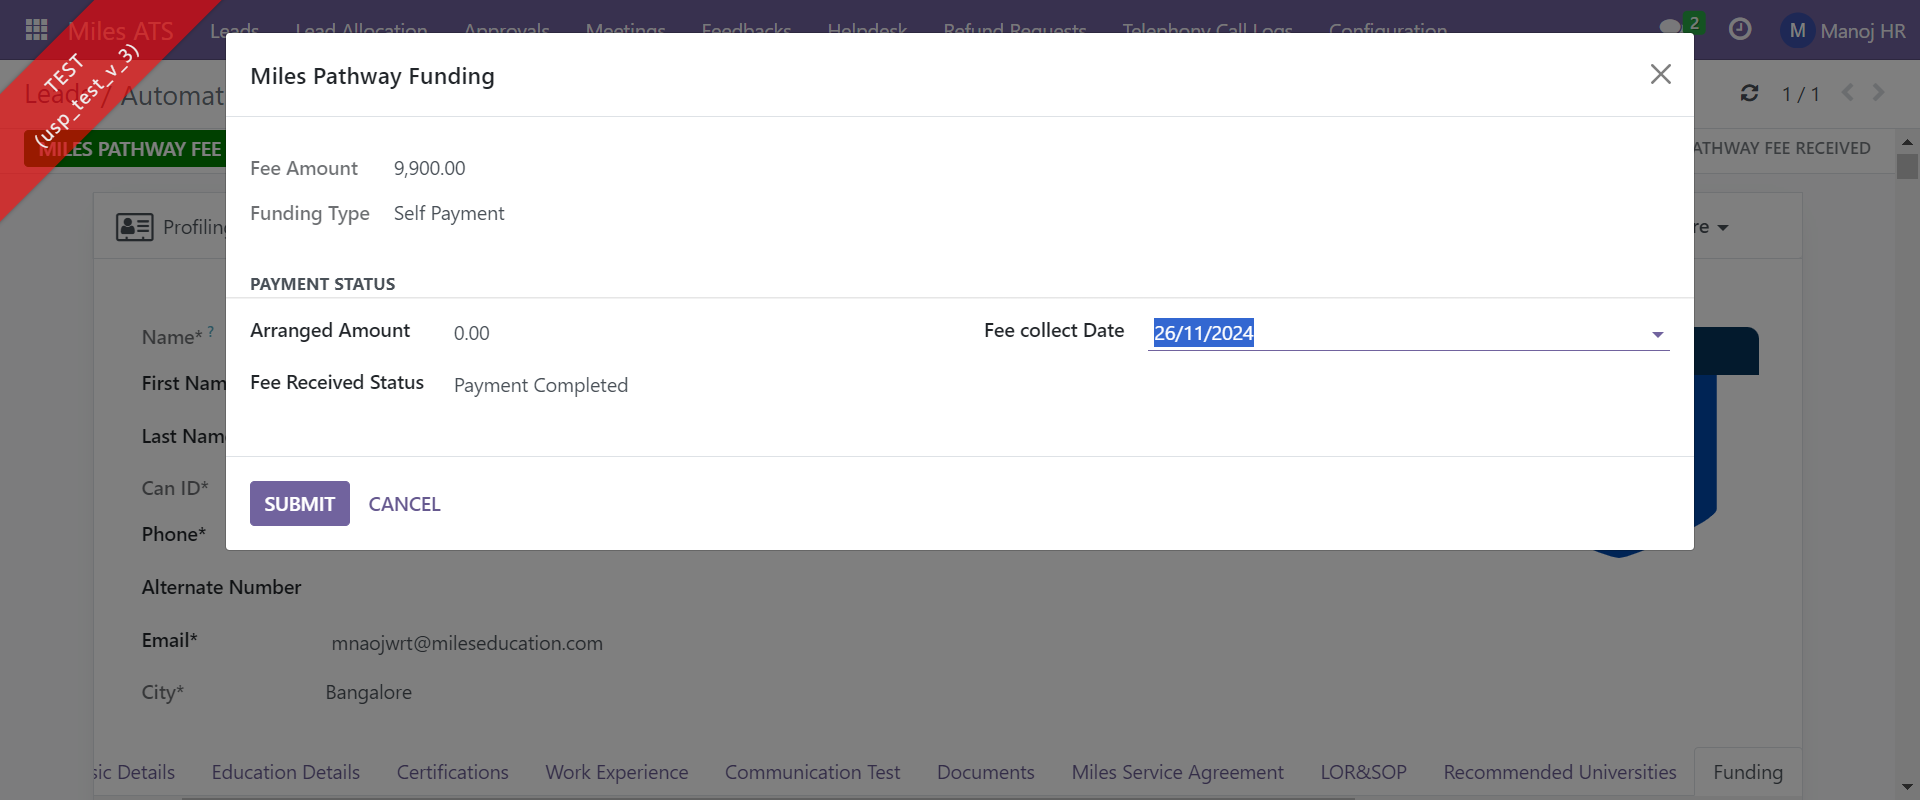 Miles ATS Leads Lead Allocation Approvals Meetings Feedbacks Helpdesk Refund Requests Telephony Call Logs Configuration 2 M Manoj HR
TEST
(usp_test_v_3)
Leads / Automat
1 / 1
MILES PATHWAY FEE
ATHWAY FEE RECEIVED
Miles Pathway Funding
Fee Amount 9,900.00
Funding Type Self Payment
PAYMENT STATUS
Arranged Amount 0.00
Fee collect Date 26/11/2024
Fee Received Status Payment Completed
SUBMIT CANCEL
Profiling
re
Name* ?
First Nam
Last Nam
Can ID*
Phone*
Alternate Number
Email* mnaojwrt@mileseducation.com
City* Bangalore
sic Details Education Details Certifications Work Experience Communication Test Documents Miles Service Agreement LOR&SOP Recommended Universities Funding